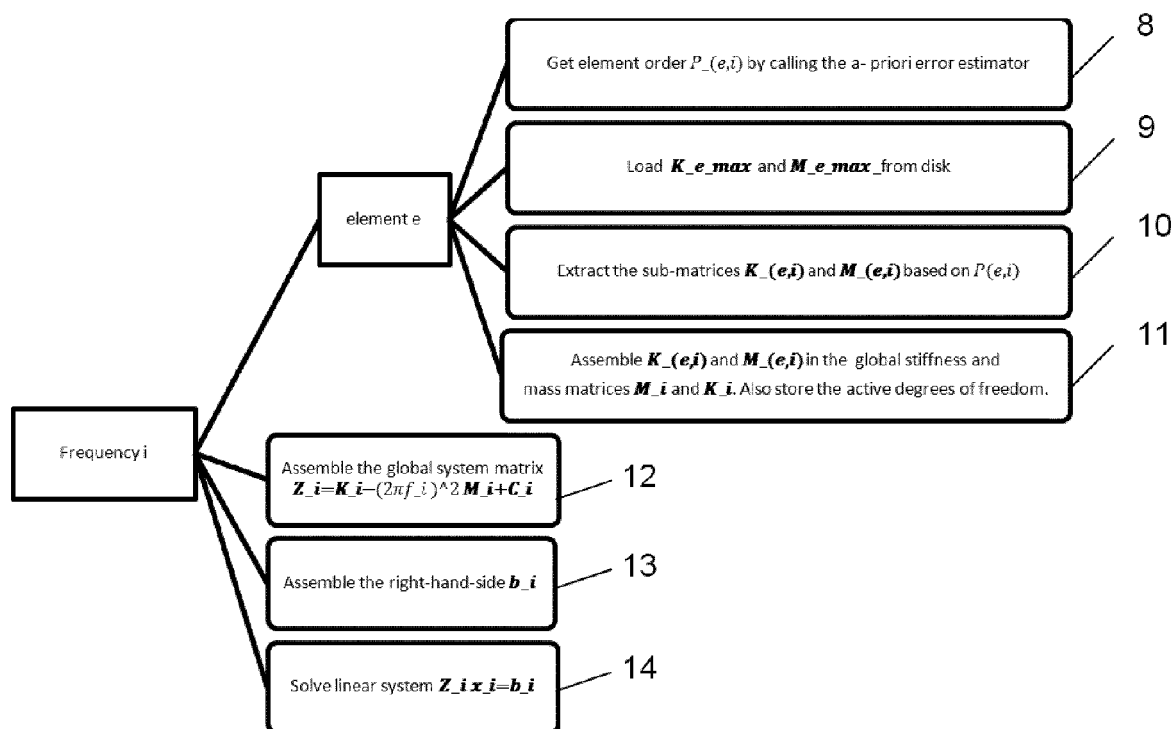 Get element order P_(e,i) by calling the a- priori error estimator
8
Load K_e_max and M_e_max_from disk
9
element e
Extract the sub-matrices K_(e,i) and M_(e,i) based on P(e,i)
10
Assemble K_(e,i) and M_(e,i) in the global stiffness and
mass matrices M_i and K_i. Also store the active degrees of freedom.
11
Frequency i
Assemble the global system matrix
Z_i=K_i−(2πf_i)^2 M_i+C_i
12
Assemble the right-hand-side b_i
13
Solve linear system Z_i x_i=b_i
14